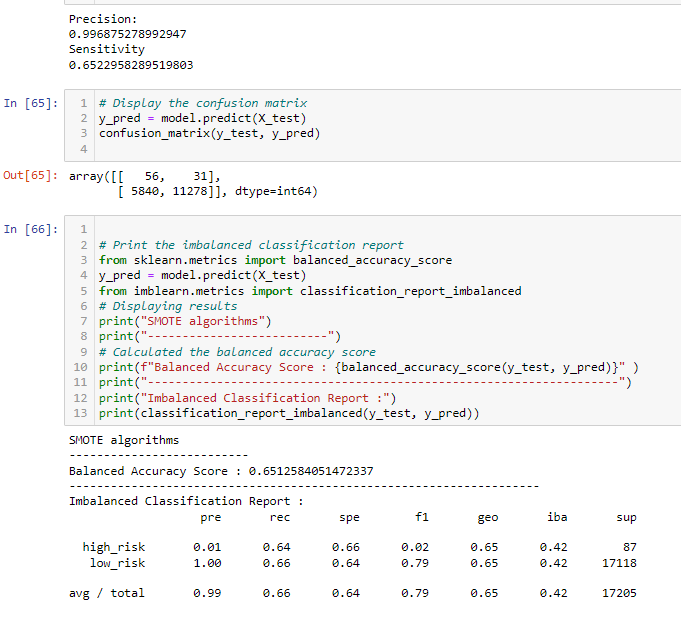 Precision:
0.996875278992947
Sensitivity
0.6522958289519803
In [65]:
1 # Display the confusion matrix
2 y_pred = model.predict(X_test)
3 confusion_matrix(y_test, y_pred)
4
Out[65]: array([[   56,    31],
       [ 5840, 11278]], dtype=int64)
In [66]:
1
2 # Print the imbalanced classification report
3 from sklearn.metrics import balanced_accuracy_score
4 y_pred = model.predict(X_test)
5 from imblearn.metrics import classification_report_imbalanced
6 # Displaying results
7 print("SMOTE algorithms")
8 print("--------------------------")
9 # Calculated the balanced accuracy score
10 print(f"Balanced Accuracy Score : {balanced_accuracy_score(y_test, y_pred)}" )
11 print("--------------------------------------------------------------------")
12 print("Imbalanced Classification Report :")
13 print(classification_report_imbalanced(y_test, y_pred))
SMOTE algorithms
--------------------------
Balanced Accuracy Score : 0.6512584051472337
--------------------------------------------------------------------
Imbalanced Classification Report :
pre rec spe f1 geo iba sup
high_risk 0.01 0.64 0.66 0.02 0.65 0.42 87
low_risk 1.00 0.66 0.64 0.79 0.65 0.42 17118
avg / total 0.99 0.66 0.64 0.79 0.65 0.42 17205